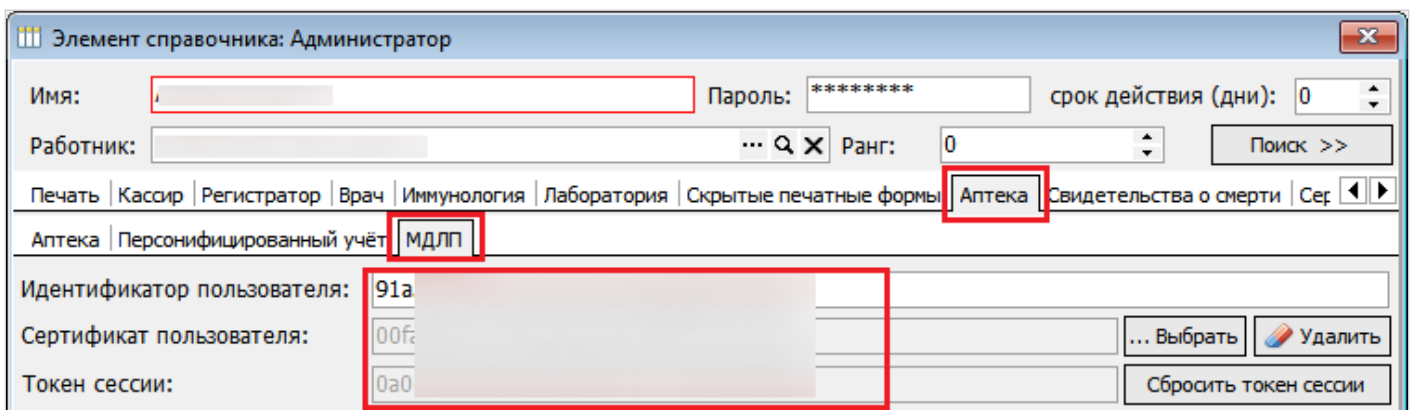 Элемент справочника: Администратор
Имя: Пароль: ******** срок действия (дни): 0
Работник: ... Ранг: 0 Поиск >>
Печать Кассир Регистратор Врач Иммунология Лаборатория Скрытые печатные формы Аптека Свидетельства о смерти Сер
Аптека Персонифицированный учёт МДЛП
Идентификатор пользователя: 91a
Сертификат пользователя: 00fa ... Выбрать Удалить
Токен сессии: 0a0 Сбросить токен сессии